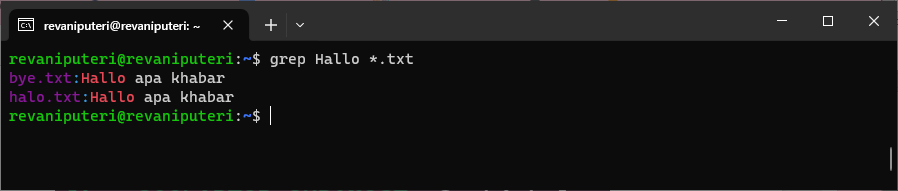 revaniputeri@revaniputeri: ~
revaniputeri@revaniputeri:~$ grep Hallo *.txt
bye.txt:Hallo apa khabar
halo.txt:Hallo apa khabar
revaniputeri@revaniputeri:~$